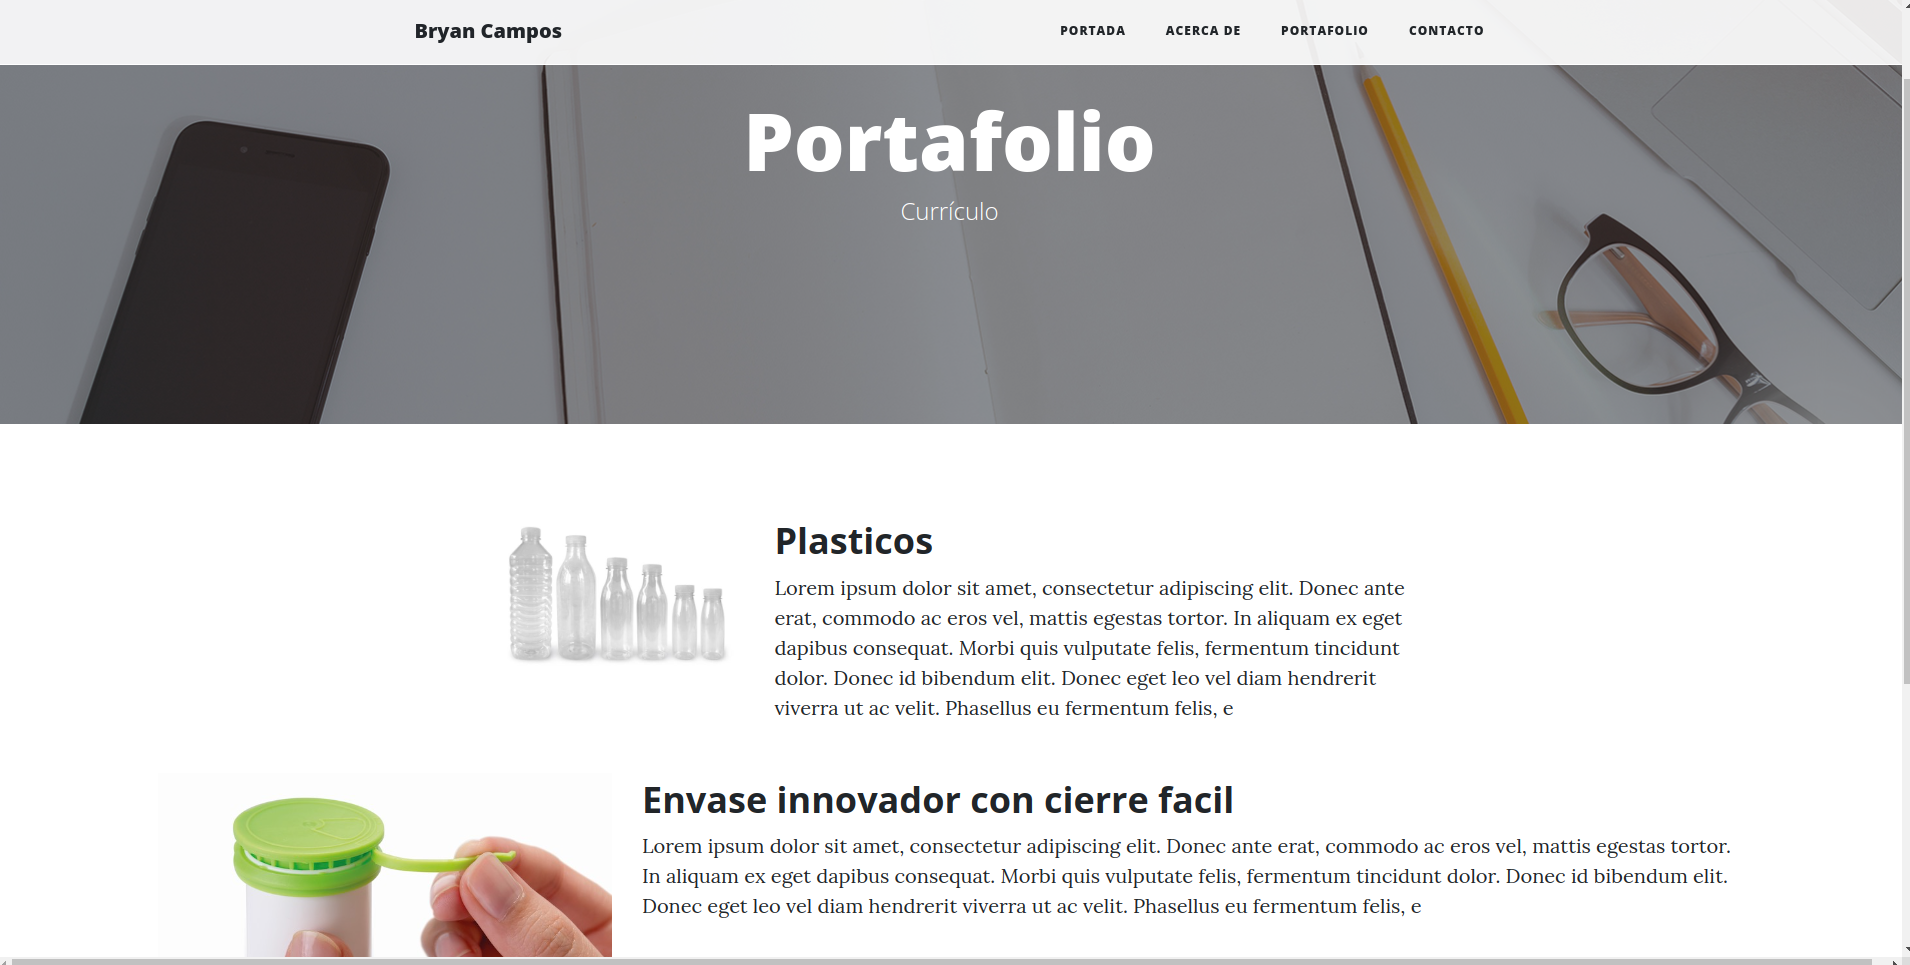 Bryan Campos
PORTADA
ACERCA DE
PORTAFOLIO
CONTACTO
Portafolio
Currículo
Plasticos
Lorem ipsum dolor sit amet, consectetur adipiscing elit. Donec ante
erat, commodo ac eros vel, mattis egestas tortor. In aliquam ex eget
dapibus consequat. Morbi quis vulputate felis, fermentum tincidunt
dolor. Donec id bibendum elit. Donec eget leo vel diam hendrerit
viverra ut ac velit. Phasellus eu fermentum felis, e
Envase innovador con cierre facil
Lorem ipsum dolor sit amet, consectetur adipiscing elit. Donec ante erat, commodo ac eros vel, mattis egestas tortor.
In aliquam ex eget dapibus consequat. Morbi quis vulputate felis, fermentum tincidunt dolor. Donec id bibendum elit.
Donec eget leo vel diam hendrerit viverra ut ac velit. Phasellus eu fermentum felis, e